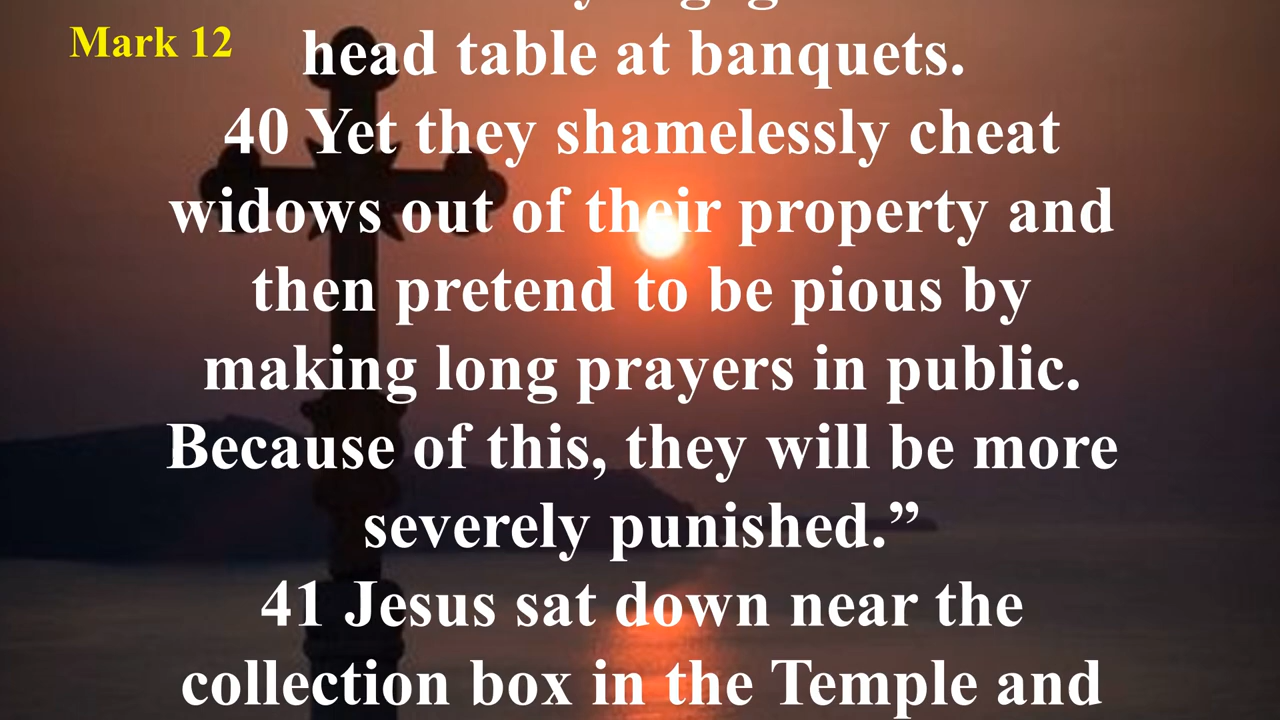 Mark 12
head table at banquets.
40 Yet they shamelessly cheat
widows out of their property and
then pretend to be pious by
making long prayers in public.
Because of this, they will be more
severely punished.”
41 Jesus sat down near the
collection box in the Temple and